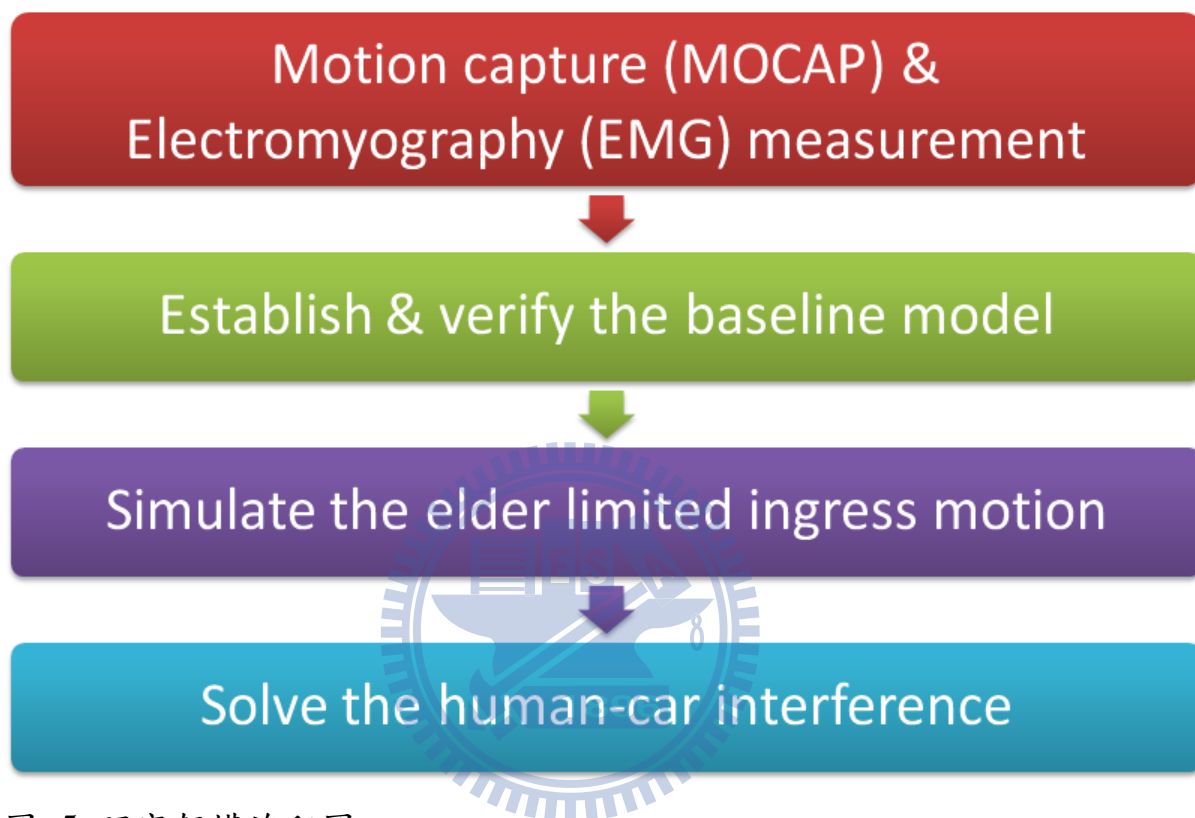 Motion capture (MOCAP) &
Electromyography (EMG) measurement
Establish & verify the baseline model
Simulate the elder limited ingress motion
Solve the human-car interference